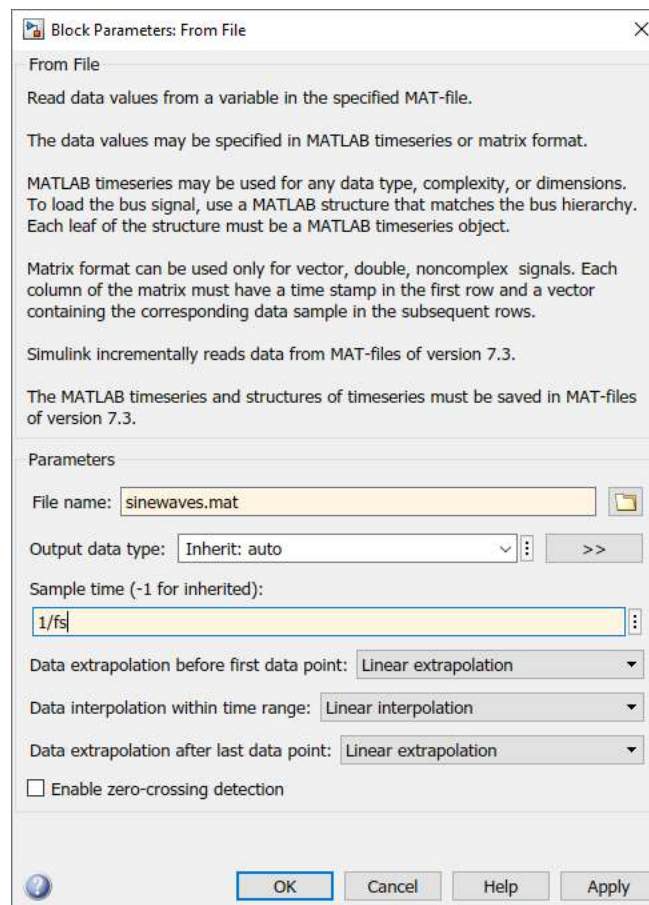 Block Parameters: From File
From File
Read data values from a variable in the specified MAT-file.
The data values may be specified in MATLAB timeseries or matrix format.
MATLAB timeseries may be used for any data type, complexity, or dimensions.
To load the bus signal, use a MATLAB structure that matches the bus hierarchy.
Each leaf of the structure must be a MATLAB timeseries object.
Matrix format can be used only for vector, double, noncomplex signals. Each
column of the matrix must have a time stamp in the first row and a vector
containing the corresponding data sample in the subsequent rows.
Simulink incrementally reads data from MAT-files of version 7.3.
The MATLAB timeseries and structures of timeseries must be saved in MAT-files
of version 7.3.
Parameters
File name: sinewaves.mat
Output data type: Inherit: auto >>
Sample time (-1 for inherited):
1/fs
Data extrapolation before first data point: Linear extrapolation
Data interpolation within time range: Linear interpolation
Data extrapolation after last data point: Linear extrapolation
Enable zero-crossing detection
? OK Cancel Help Apply